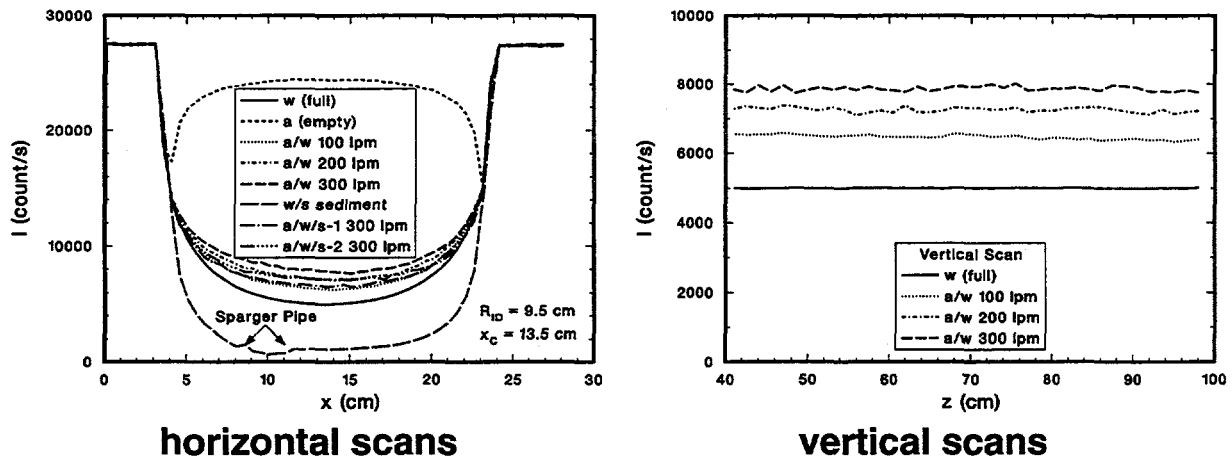 I (count/s)
30000
20000
10000
0
w (full)
a (empty)
a/w 100 lpm
a/w 200 lpm
a/w 300 lpm
w/s sediment
a/w/s-1 300 lpm
a/w/s-2 300 lpm
Sparger Pipe
R_ID = 9.5 cm
x_c = 13.5 cm
0 5 10 15 20 25 30
x (cm)
horizontal scans
I (count/s)
10000
8000
6000
4000
2000
0
Vertical Scan
w (full)
a/w 100 lpm
a/w 200 lpm
a/w 300 lpm
40 50 60 70 80 90 100
z (cm)
vertical scans